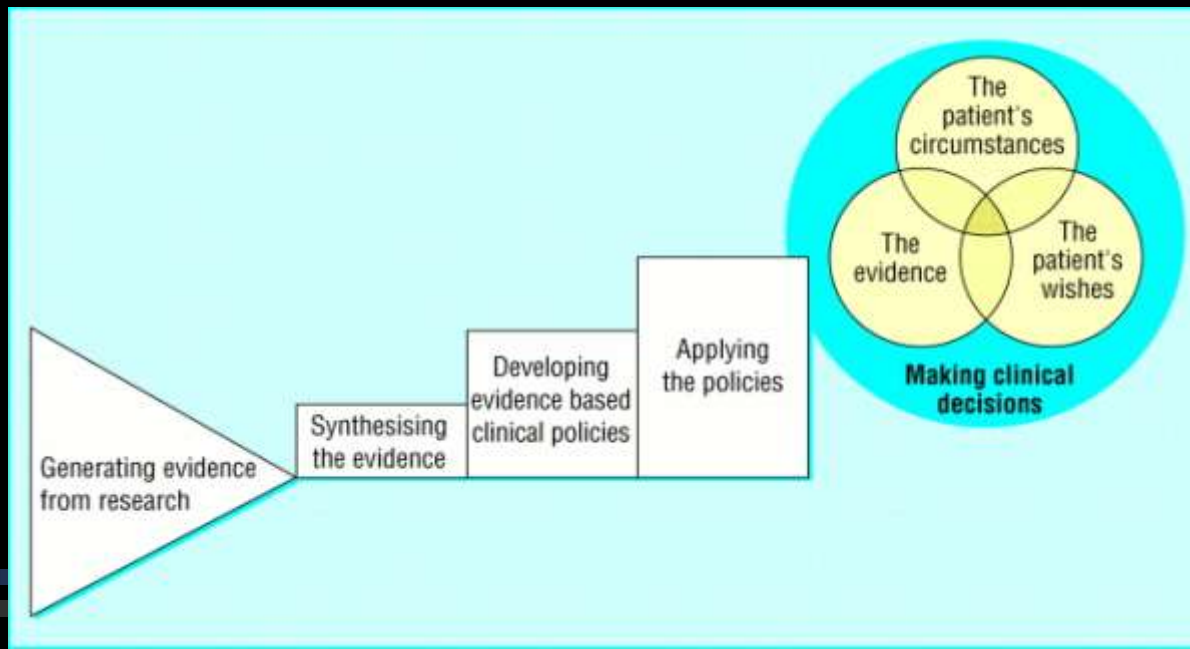 Generating evidence
from research
Synthesising
the evidence
Developing
evidence based
clinical policies
Applying
the policies
The
patient's
circumstances
The
evidence
The
patient's
wishes
Making clinical
decisions